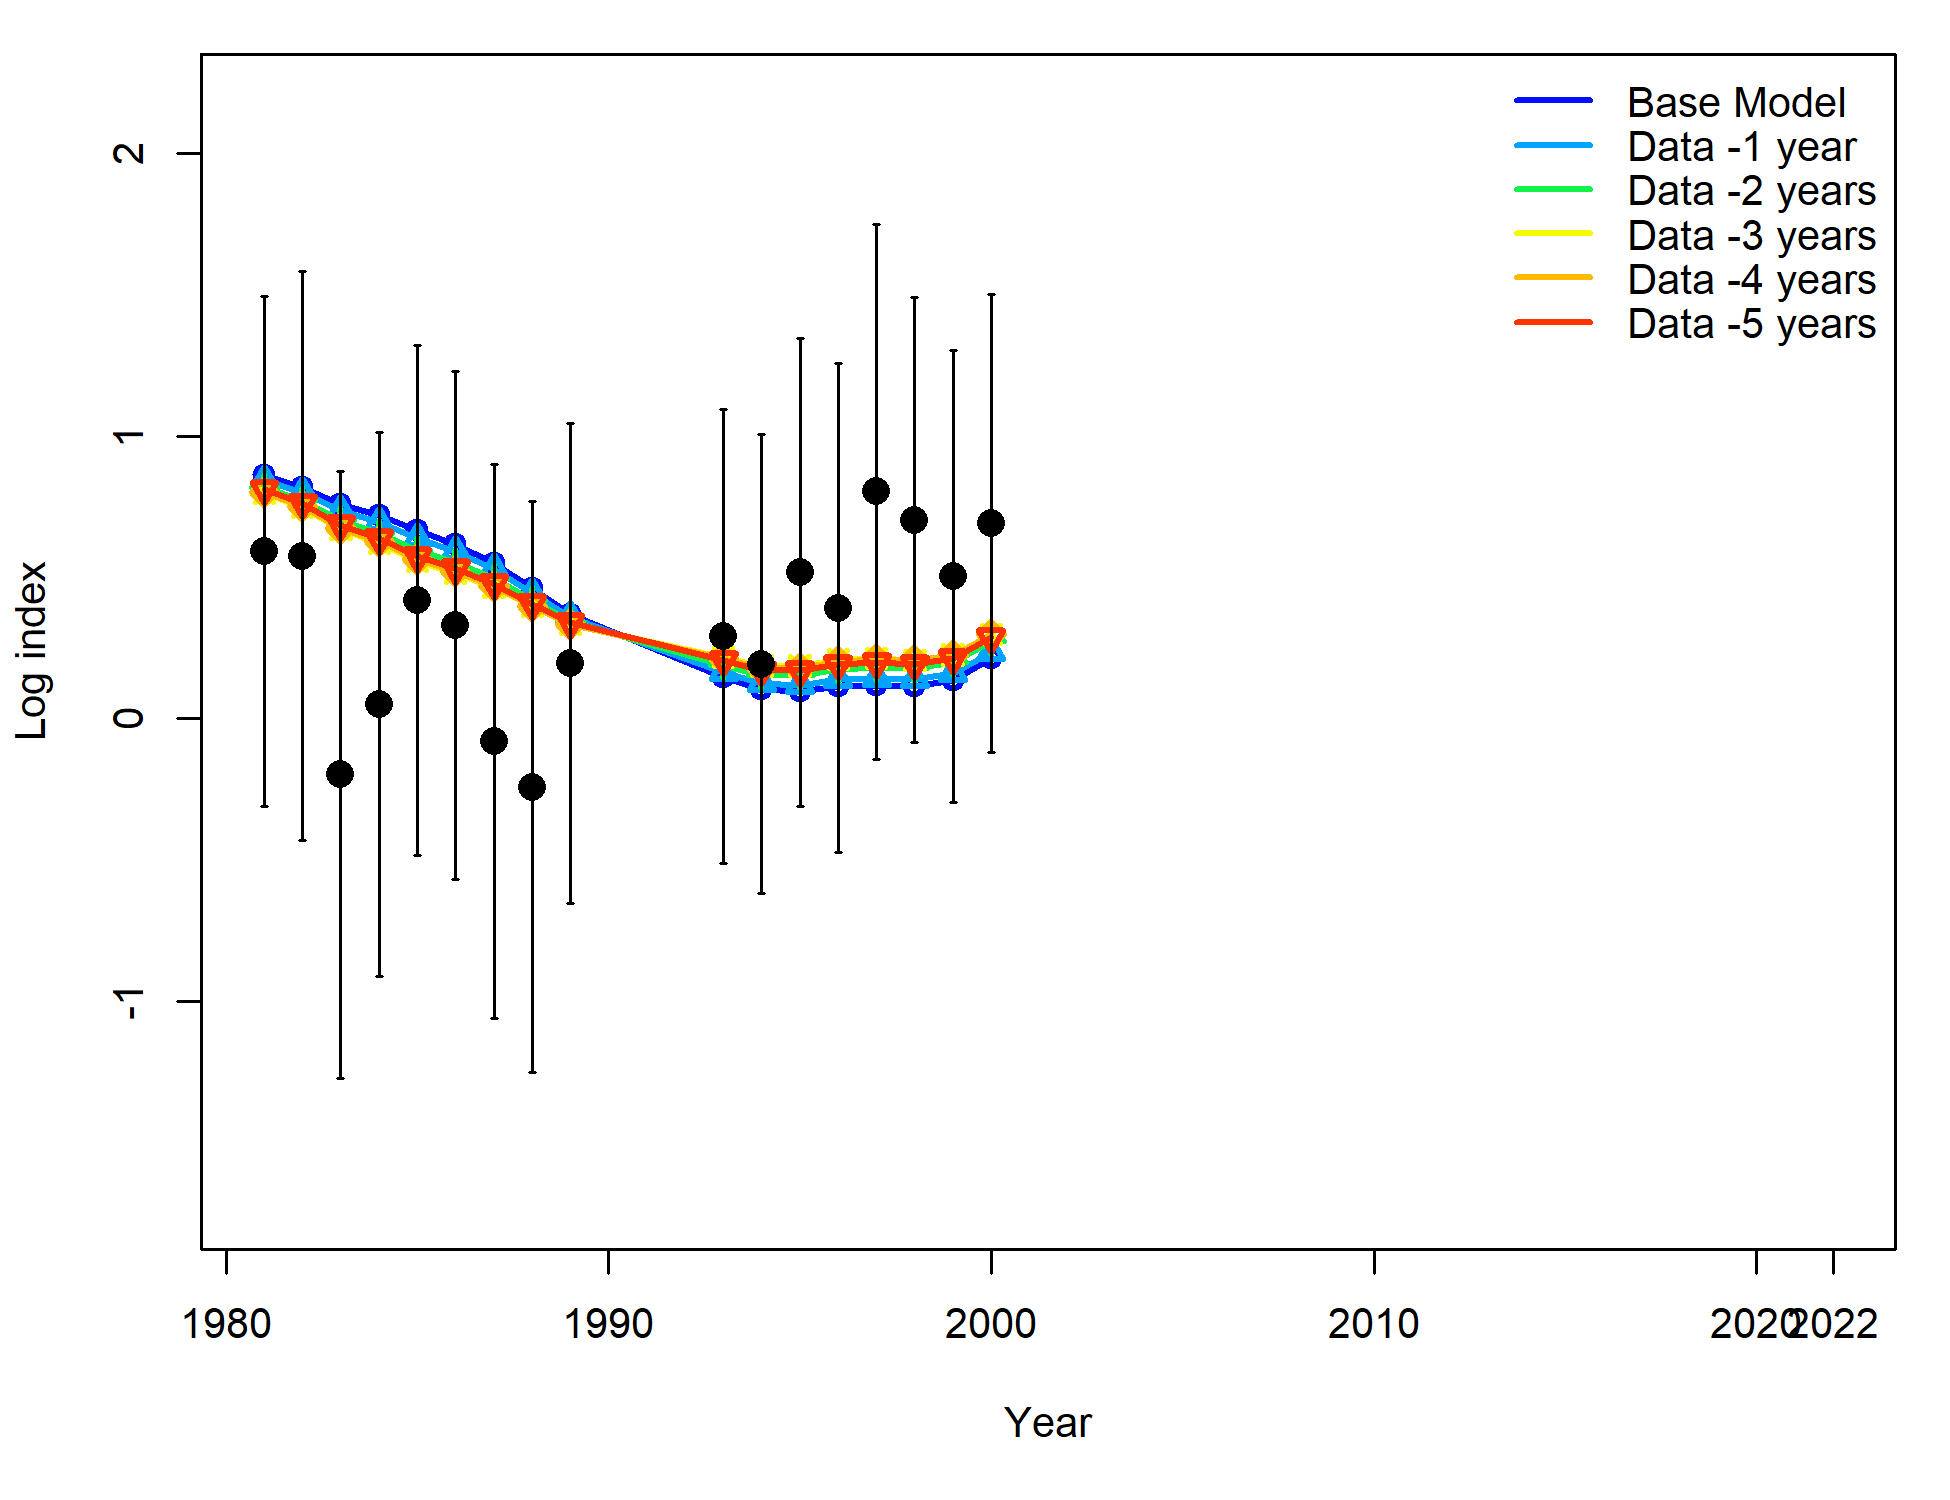 Base Model
Data -1 year
Data -2 years
Data -3 years
Data -4 years
Data -5 years
2
1
0
-1
Log index
1980 1990 2000 2010 2020 2022
Year